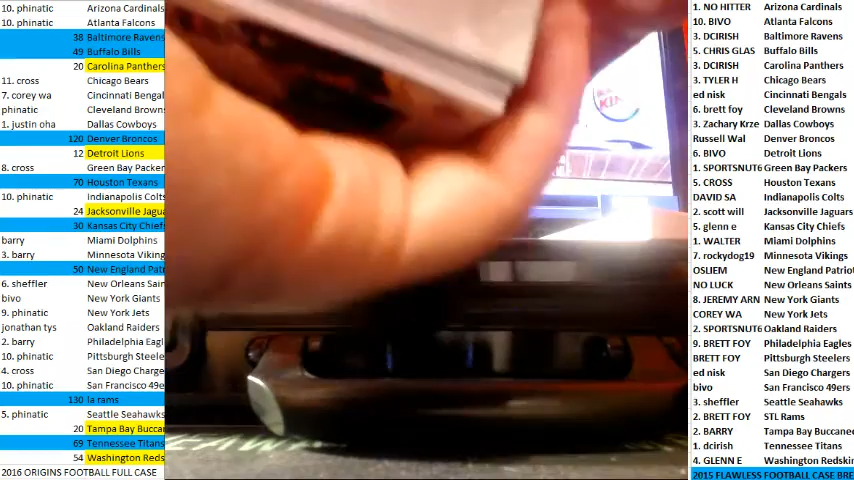 10. phinatic Arizona Cardinals
10. phinatic Atlanta Falcons
38 Baltimore Ravens
49 Buffalo Bills
20 Carolina Panthers
11. cross Chicago Bears
7. corey wa Cincinnati Bengal
phinatic Cleveland Browns
1. justin oha Dallas Cowboys
120 Denver Broncos
12 Detroit Lions
8. cross Green Bay Packer
70 Houston Texans
10. phinatic Indianapolis Colts
24 Jacksonville Jagua
30 Kansas City Chief
barry Miami Dolphins
3. barry Minnesota Viking
50 New England Patr
6. sheffler New Orleans Sain
bivo New York Giants
9. phinatic New York Jets
jonathan tys Oakland Raiders
2. barry Philadelphia Eagl
10. phinatic Pittsburgh Steele
4. cross San Diego Charge
10. phinatic San Francisco 49e
130 la rams
5. phinatic Seattle Seahawks
20 Tampa Bay Buccar
69 Tennessee Titans
54 Washington Reds
2016 ORIGINS FOOTBALL FULL CASE
1. NO HITTER Arizona Cardinals
10. BIVO Atlanta Falcons
3. DCIRISH Baltimore Ravens
5. CHRIS GLAS Buffalo Bills
3. DCIRISH Carolina Panthers
3. TYLER H Chicago Bears
ed nisk Cincinnati Bengals
6. brett foy Cleveland Browns
3. Zachary Krze Dallas Cowboys
Russell Wal Denver Broncos
6. BIVO Detroit Lions
1. SPORTSNUT6 Green Bay Packers
5. CROSS Houston Texans
DAVID SA Indianapolis Colts
2. scott will Jacksonville Jaguars
5. glenn e Kansas City Chiefs
1. WALTER Miami Dolphins
7. rockydog19 Minnesota Vikings
OSLIEM New England Patriot
NO LUCK New Orleans Saints
8. JEREMY ARN New York Giants
COREY WA New York Jets
2. SPORTSNUT6 Oakland Raiders
9. BRETT FOY Philadelphia Eagles
BRETT FOY Pittsburgh Steelers
ed nisk San Diego Chargers
bivo San Francisco 49ers
3. sheffler Seattle Seahawks
2. BRETT FOY STL Rams
2. BARRY Tampa Bay Buccanee
1. dcirish Tennessee Titans
4. GLENN E Washington Redskin
2015 FLAWLESS FOOTBALL CASE BRE